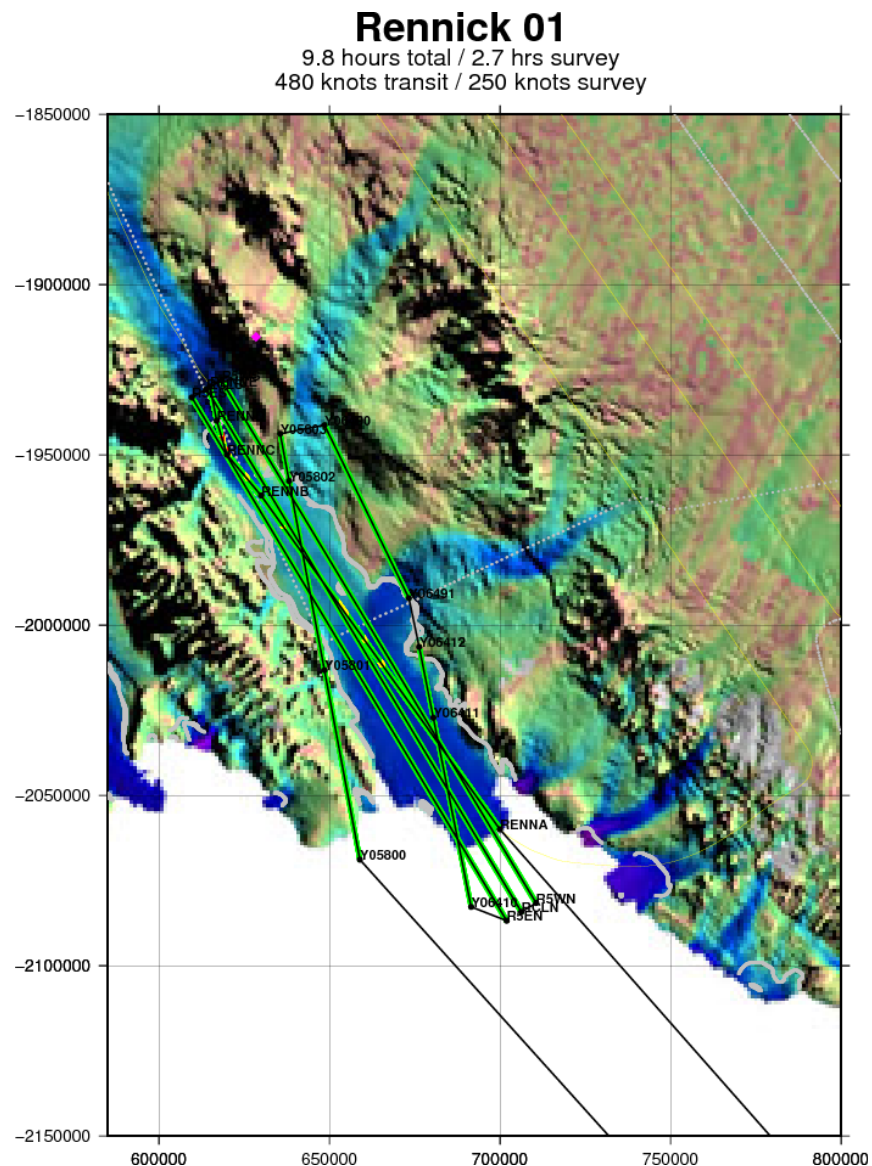 Rennick 01
9.8 hours total / 2.7 hrs survey
480 knots transit / 250 knots survey
−1850000
−1900000
−1950000
−2000000
−2050000
−2100000
−2150000
Y05803
RENNC
Y05802
RENNB
Y06491
Y06412
Y05801
Y06411
RENNA
Y05800
Y06410
R5WN
R5EN
600000
650000
700000
750000
800000